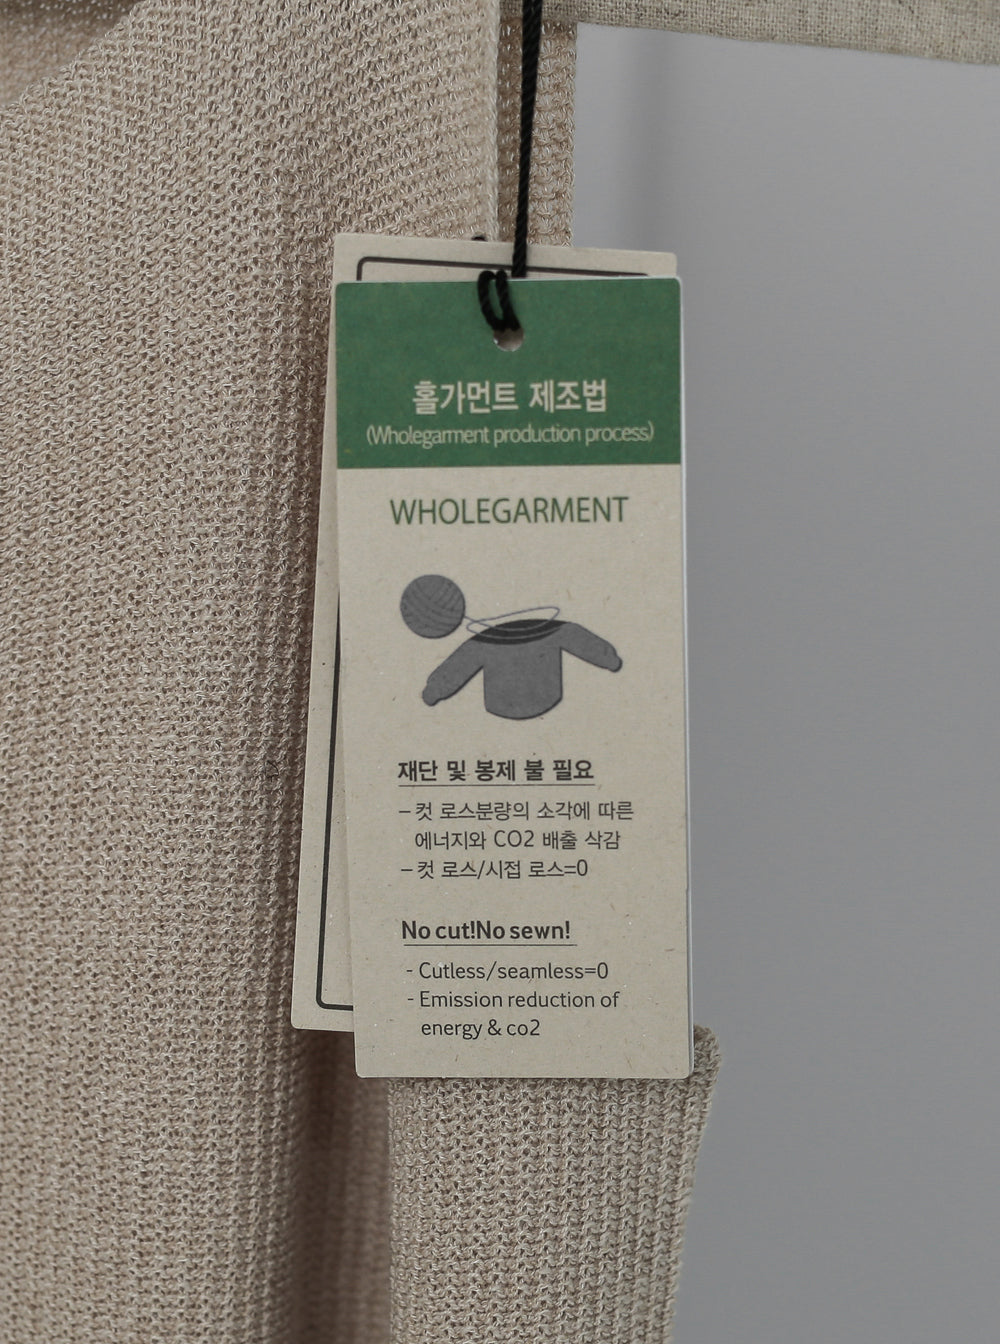 홀가먼트 제조법
(Wholegarment production process)
WHOLEGARMENT
재단 및 봉제 불 필요
- 컷 로스분량의 소각에 따른
에너지와 CO2 배출 삭감
- 컷 로스/시접 로스=0
No cut!No sewn!
- Cutless/seamless=0
- Emission reduction of
energy & co2